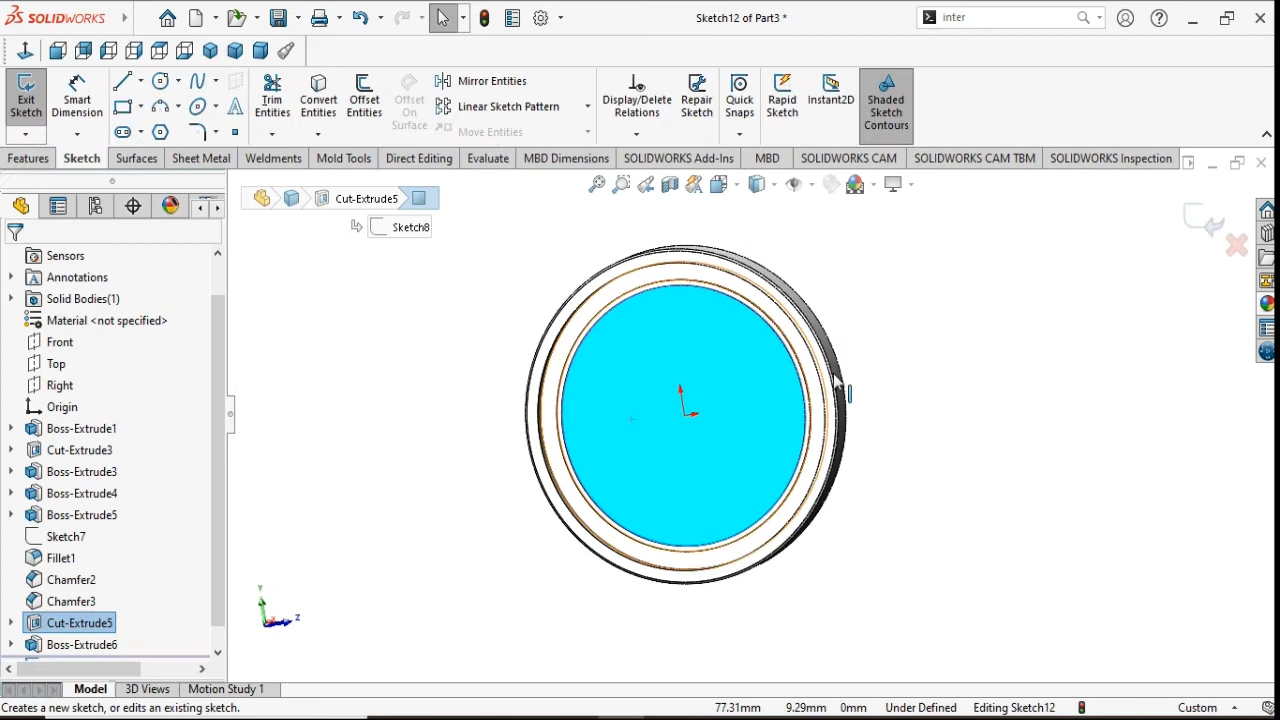 SOLIDWORKS
Sketch12 of Part3 *
inter
Exit Sketch
Smart Dimension
Trim Entities
Convert Entities
Offset Entities
Offset On Surface
Mirror Entities
Linear Sketch Pattern
Move Entities
Display/Delete Relations
Repair Sketch
Quick Snaps
Rapid Sketch
Instant2D
Shaded Sketch Contours
Features
Sketch
Surfaces
Sheet Metal
Weldments
Mold Tools
Direct Editing
Evaluate
MBD Dimensions
SOLIDWORKS Add-Ins
MBD
SOLIDWORKS CAM
SOLIDWORKS CAM TBM
SOLIDWORKS Inspection
Cut-Extrude5
Sketch8
Sensors
Annotations
Solid Bodies(1)
Material <not specified>
Front
Top
Right
Origin
Boss-Extrude1
Cut-Extrude3
Boss-Extrude3
Boss-Extrude4
Boss-Extrude5
Sketch7
Fillet1
Chamfer2
Chamfer3
Cut-Extrude5
Boss-Extrude6
Y
Z
Model
3D Views
Motion Study 1
Creates a new sketch, or edits an existing sketch.
77.31mm
9.29mm
0mm
Under Defined
Editing Sketch12
Custom